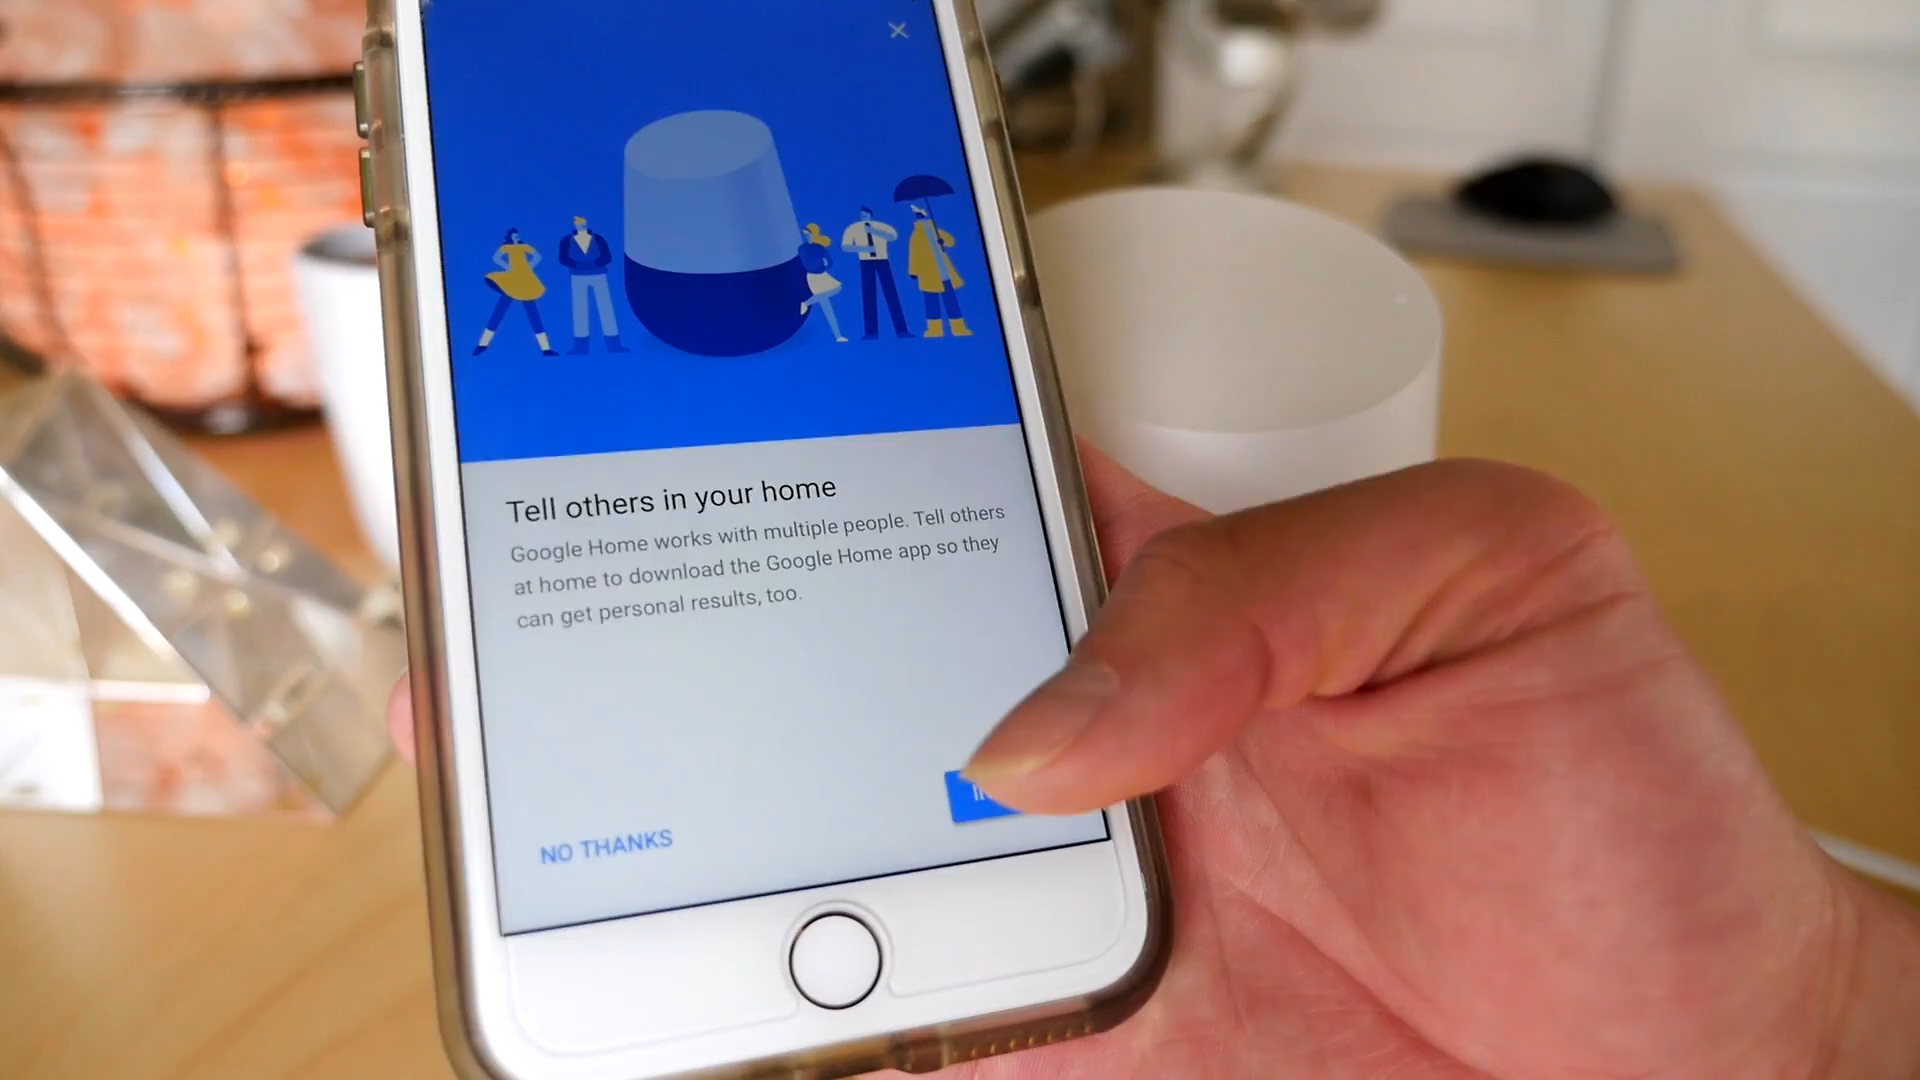 Tell others in your home
Google Home works with multiple people. Tell others
at home to download the Google Home app so they
can get personal results, too.
NO THANKS